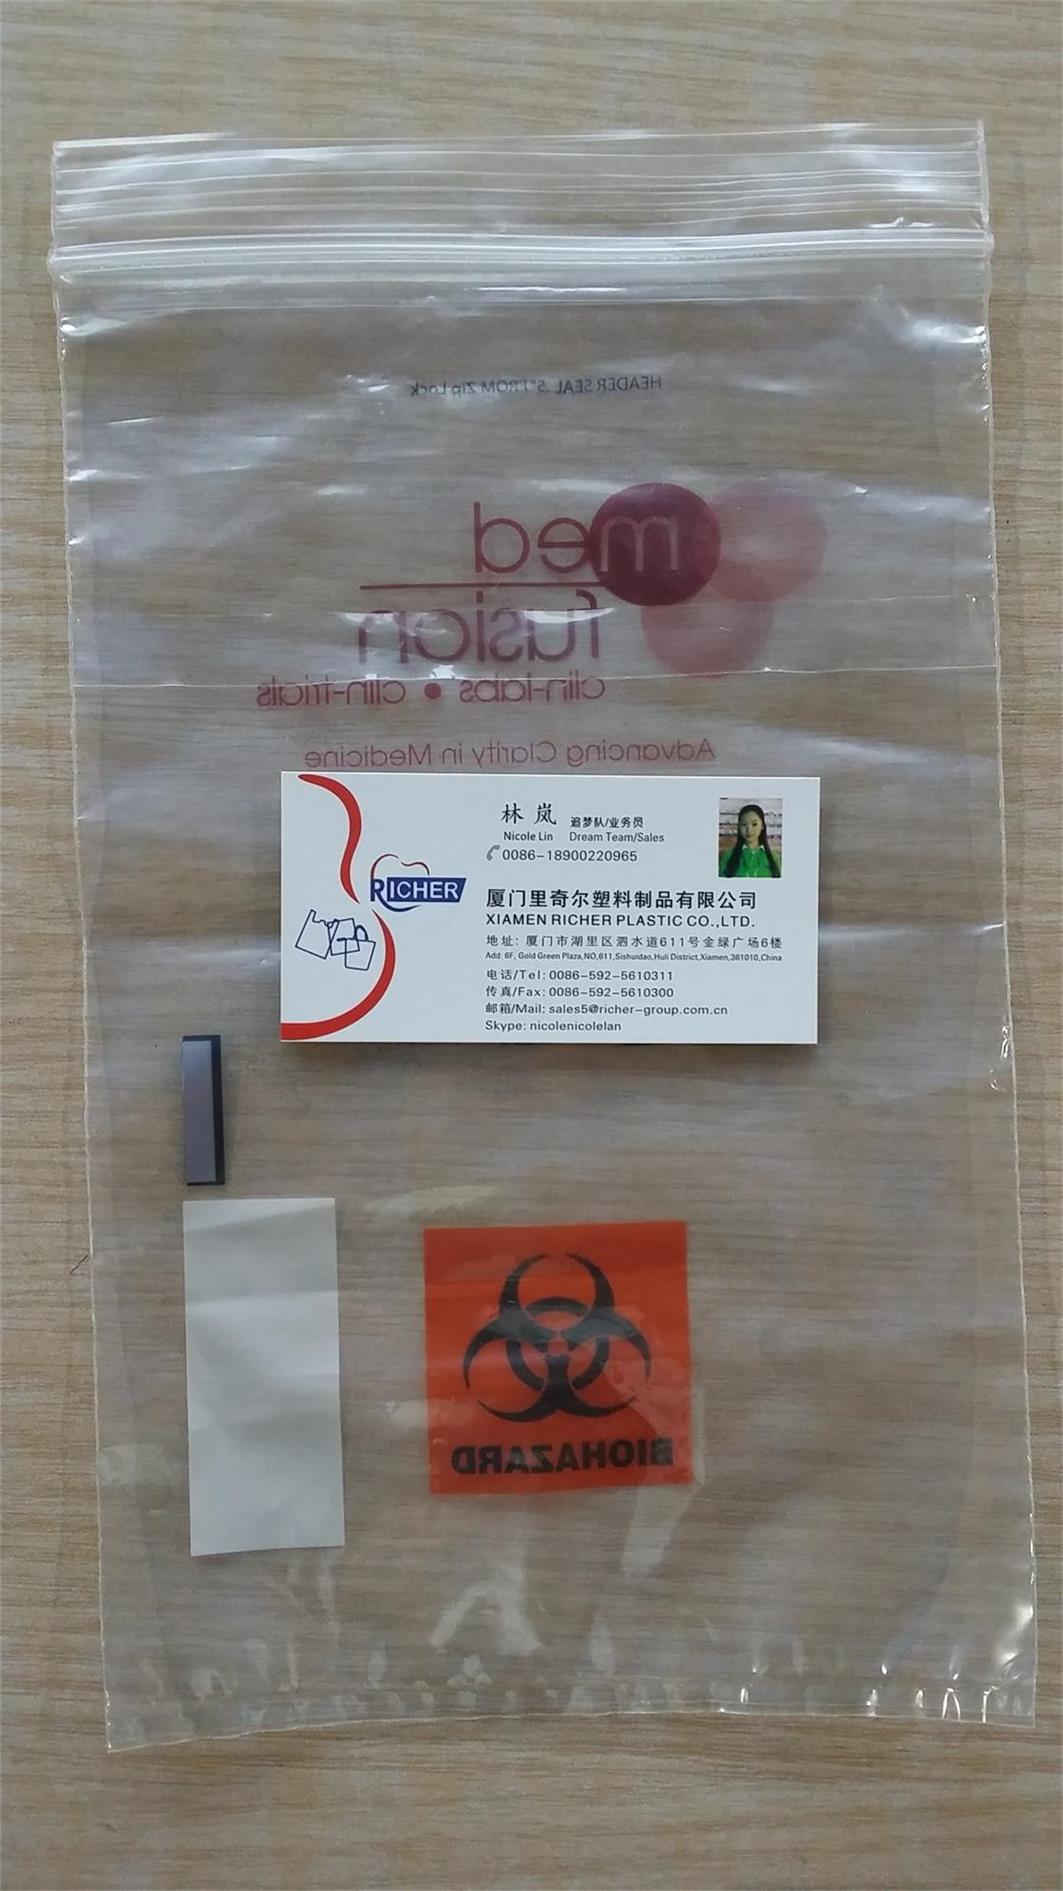 HEADER SEAL .5" FROM Zip Lock
med
fusion
clin-labs • clin-trials
Advancing Clarity in Medicine
林岚 追梦队/业务员
Nicole Lin Dream Team/Sales
0086-18900220965
RICHER
厦门里奇尔塑料制品有限公司
XIAMEN RICHER PLASTIC CO.,LTD.
地址: 厦门市湖里区泗水道611号金绿广场6楼
Add: 6F, Gold Green Plaza,NO,611,Sishuidao,Huli District,Xiamen,361010,China
电话/Tel: 0086-592-5610311
传真/Fax: 0086-592-5610300
邮箱/Mail: sales5@richer-group.com.cn
Skype: nicolenicolelan
BIOHAZARD